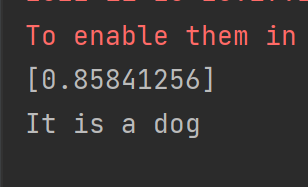 To enable them in
[0.85841256]
It is a dog